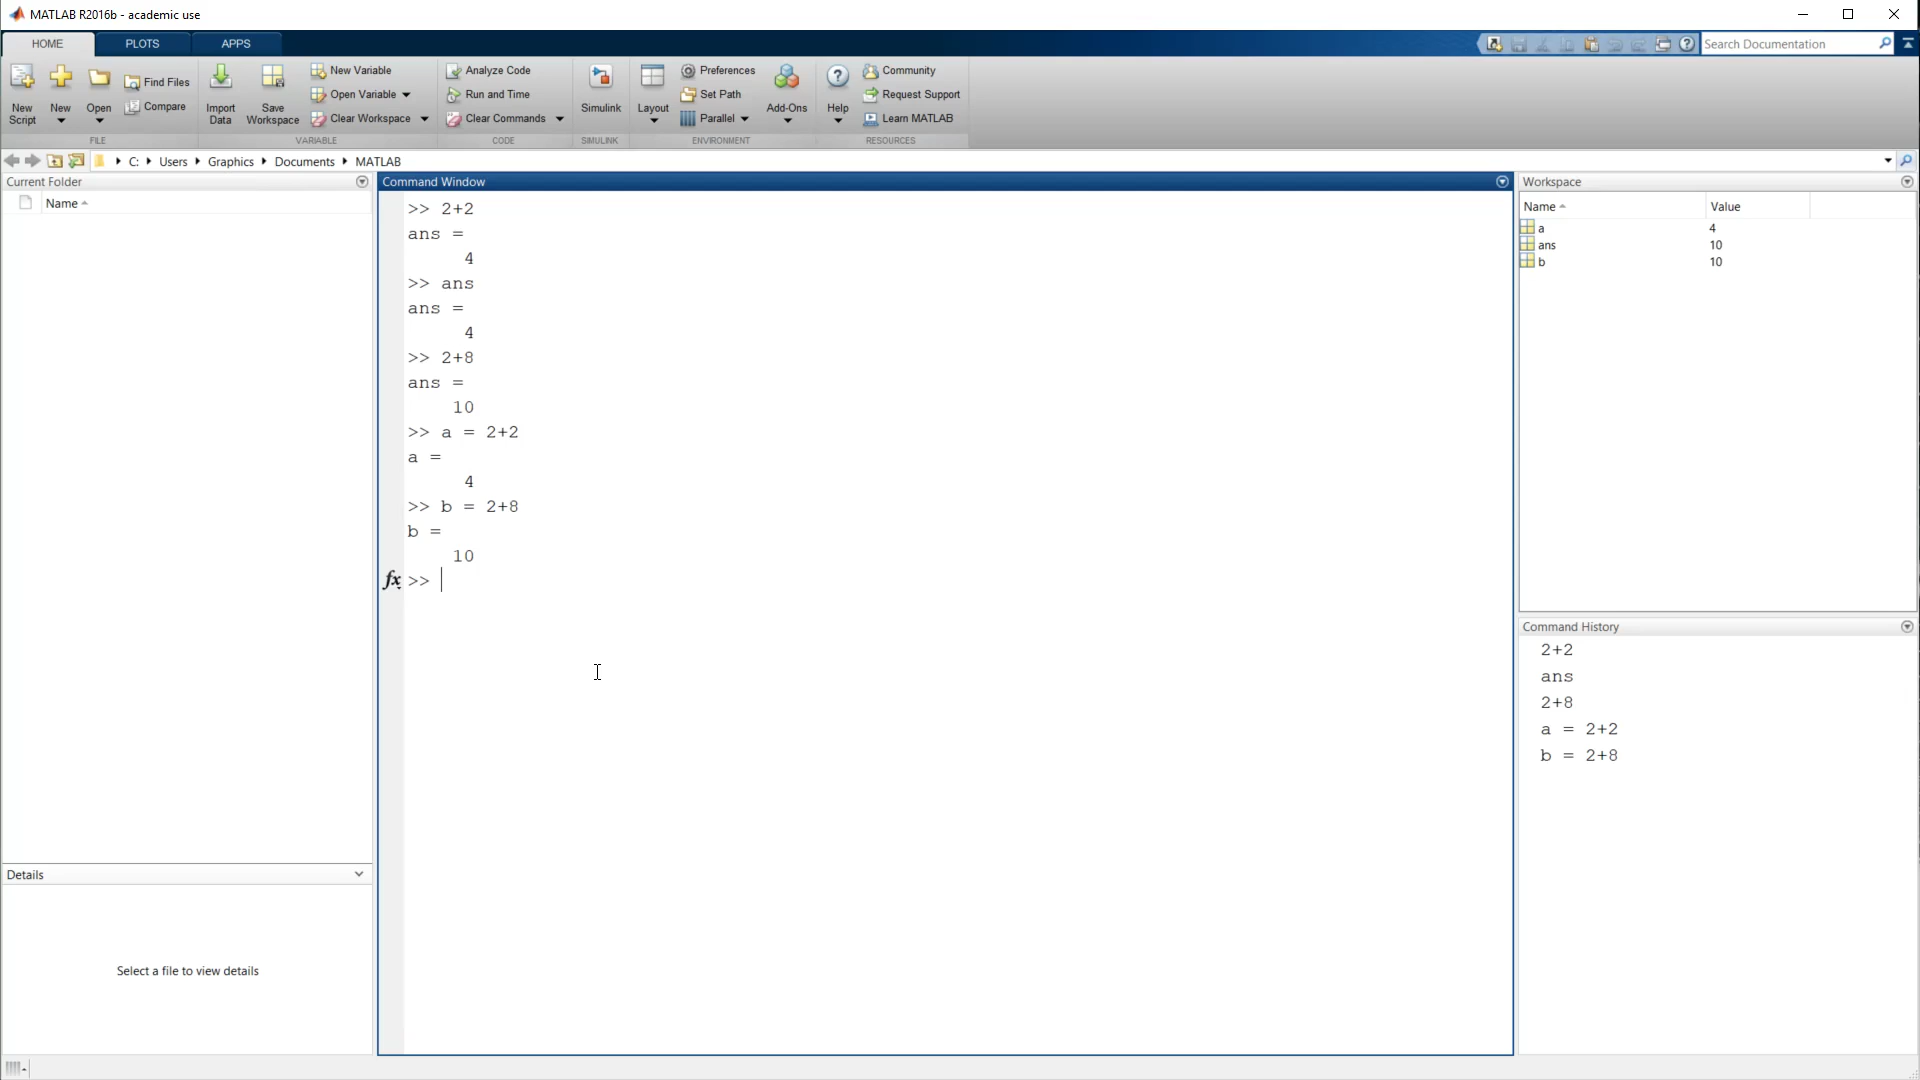 MATLAB R2016b - academic use
HOME PLOTS APPS
Search Documentation
New Script
New
Open
Find Files
Compare
FILE
Import Data
Save Workspace
New Variable
Open Variable
Clear Workspace
VARIABLE
Analyze Code
Run and Time
Clear Commands
CODE
Simulink
SIMULINK
Layout
Preferences
Set Path
Parallel
Add-Ons
ENVIRONMENT
Help
Community
Request Support
Learn MATLAB
RESOURCES
C: Users Graphics Documents MATLAB
Current Folder
Name
Details
Select a file to view details
Command Window
>> 2+2
ans =
4
>> ans
ans =
4
>> 2+8
ans =
10
>> a = 2+2
a =
4
>> b = 2+8
b =
10
fx >>
Workspace
Name Value
a 4
ans 10
b 10
Command History
2+2
ans
2+8
a = 2+2
b = 2+8